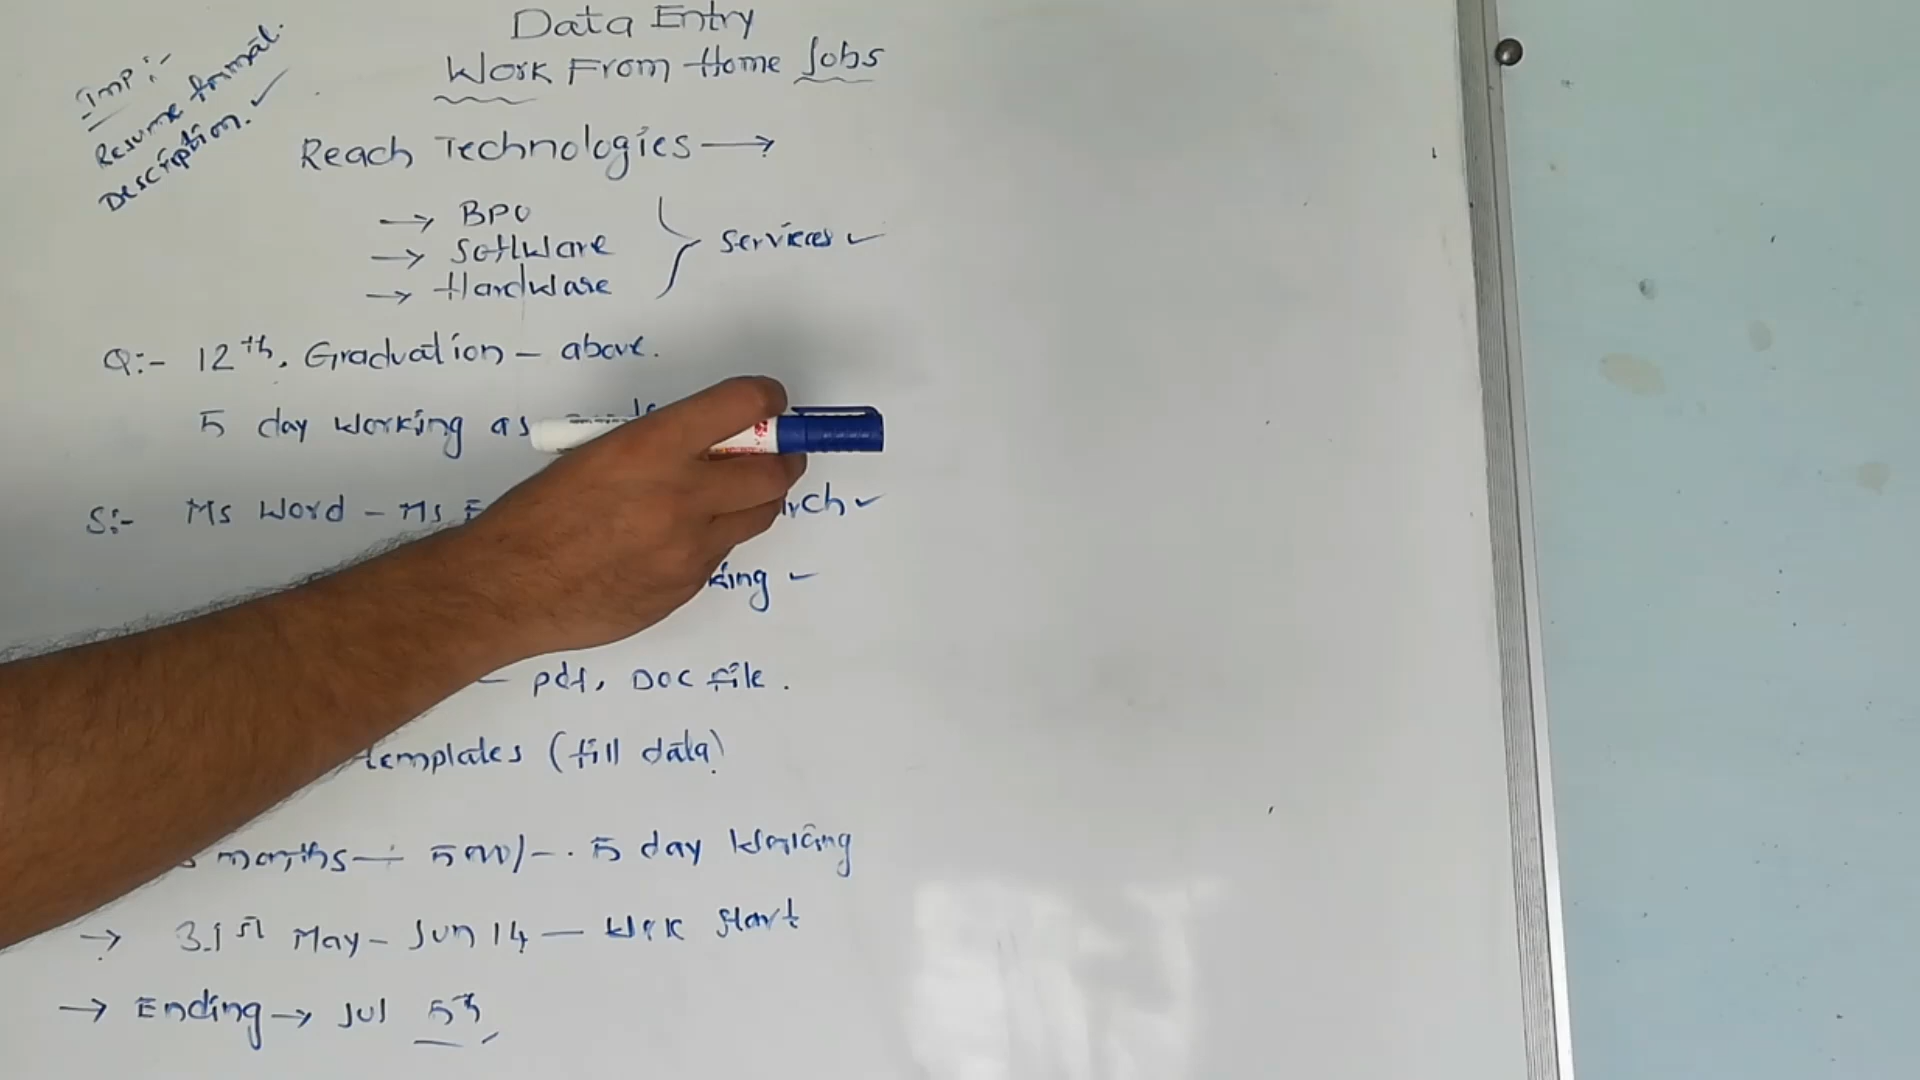 Data Entry
Work From Home Jobs
Imp :-
Resume format.
Description. ✓
Reach Technologies →
→ BPO
→ Software
→ Hardware
Services ✓
Q:- 12th, Graduation - above.
5 day working as
S:- Ms Word - Ms
rch ✓
king ✓
- pdf, Doc file.
templates (fill data)
months - 5 day working
→ 31st May - Jun 14 - Wrk start
→ Ending → Jul 5th